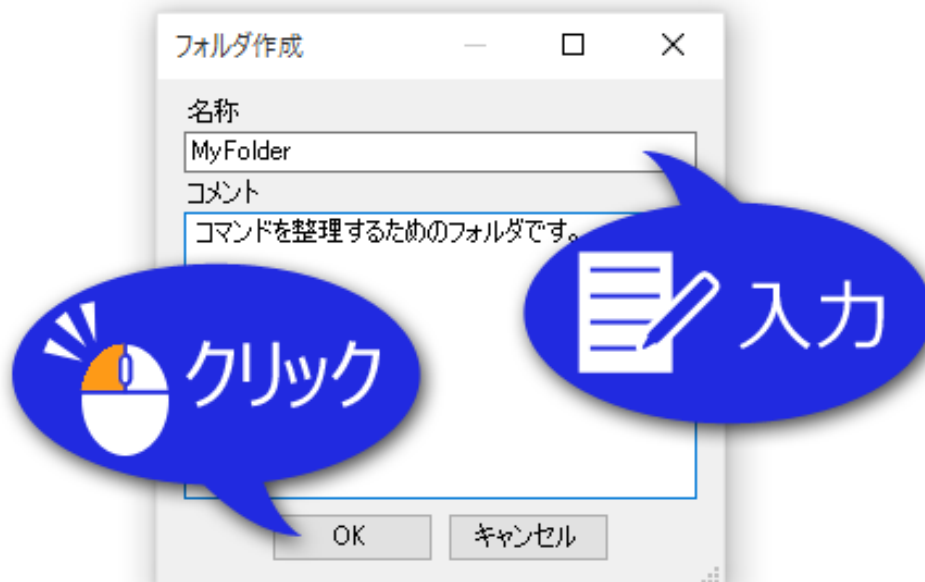 フォルダ作成
名称
MyFolder
コメント
コマンドを整理するためのフォルダです。
入力
クリック
OK
キャンセル